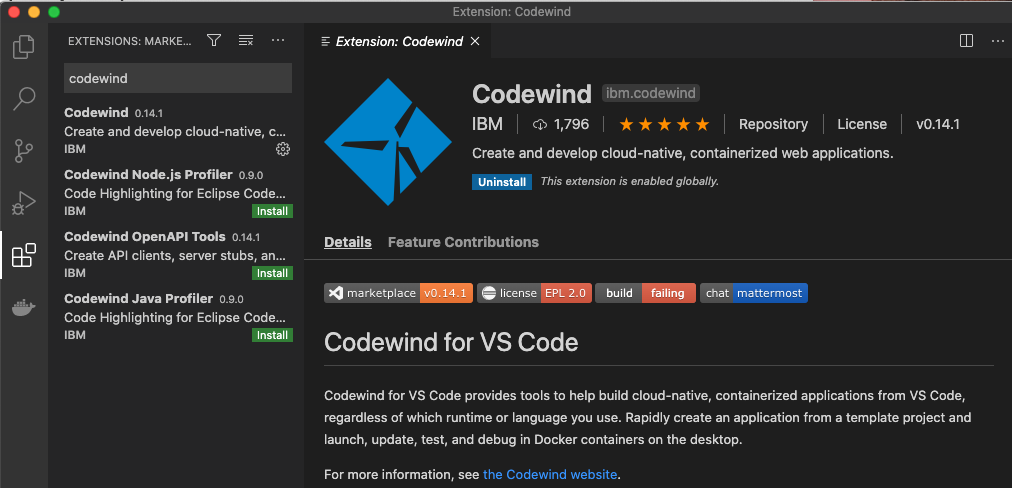 Extension: Codewind
EXTENSIONS: MARKE...
Extension: Codewind
codewind
Codewind 0.14.1
Create and develop cloud-native, c...
IBM
Codewind Node.js Profiler 0.9.0
Code Highlighting for Eclipse Code...
IBM Install
Codewind OpenAPI Tools 0.14.1
Create API clients, server stubs, an...
IBM Install
Codewind Java Profiler 0.9.0
Code Highlighting for Eclipse Code...
IBM Install
Codewind ibm.codewind
IBM 1,796 Repository License v0.14.1
Create and develop cloud-native, containerized web applications.
Uninstall This extension is enabled globally.
Details Feature Contributions
marketplace v0.14.1 license EPL 2.0 build failing chat mattermost
Codewind for VS Code
Codewind for VS Code provides tools to help build cloud-native, containerized applications from VS Code,
regardless of which runtime or language you use. Rapidly create an application from a template project and
launch, update, test, and debug in Docker containers on the desktop.
For more information, see the Codewind website.